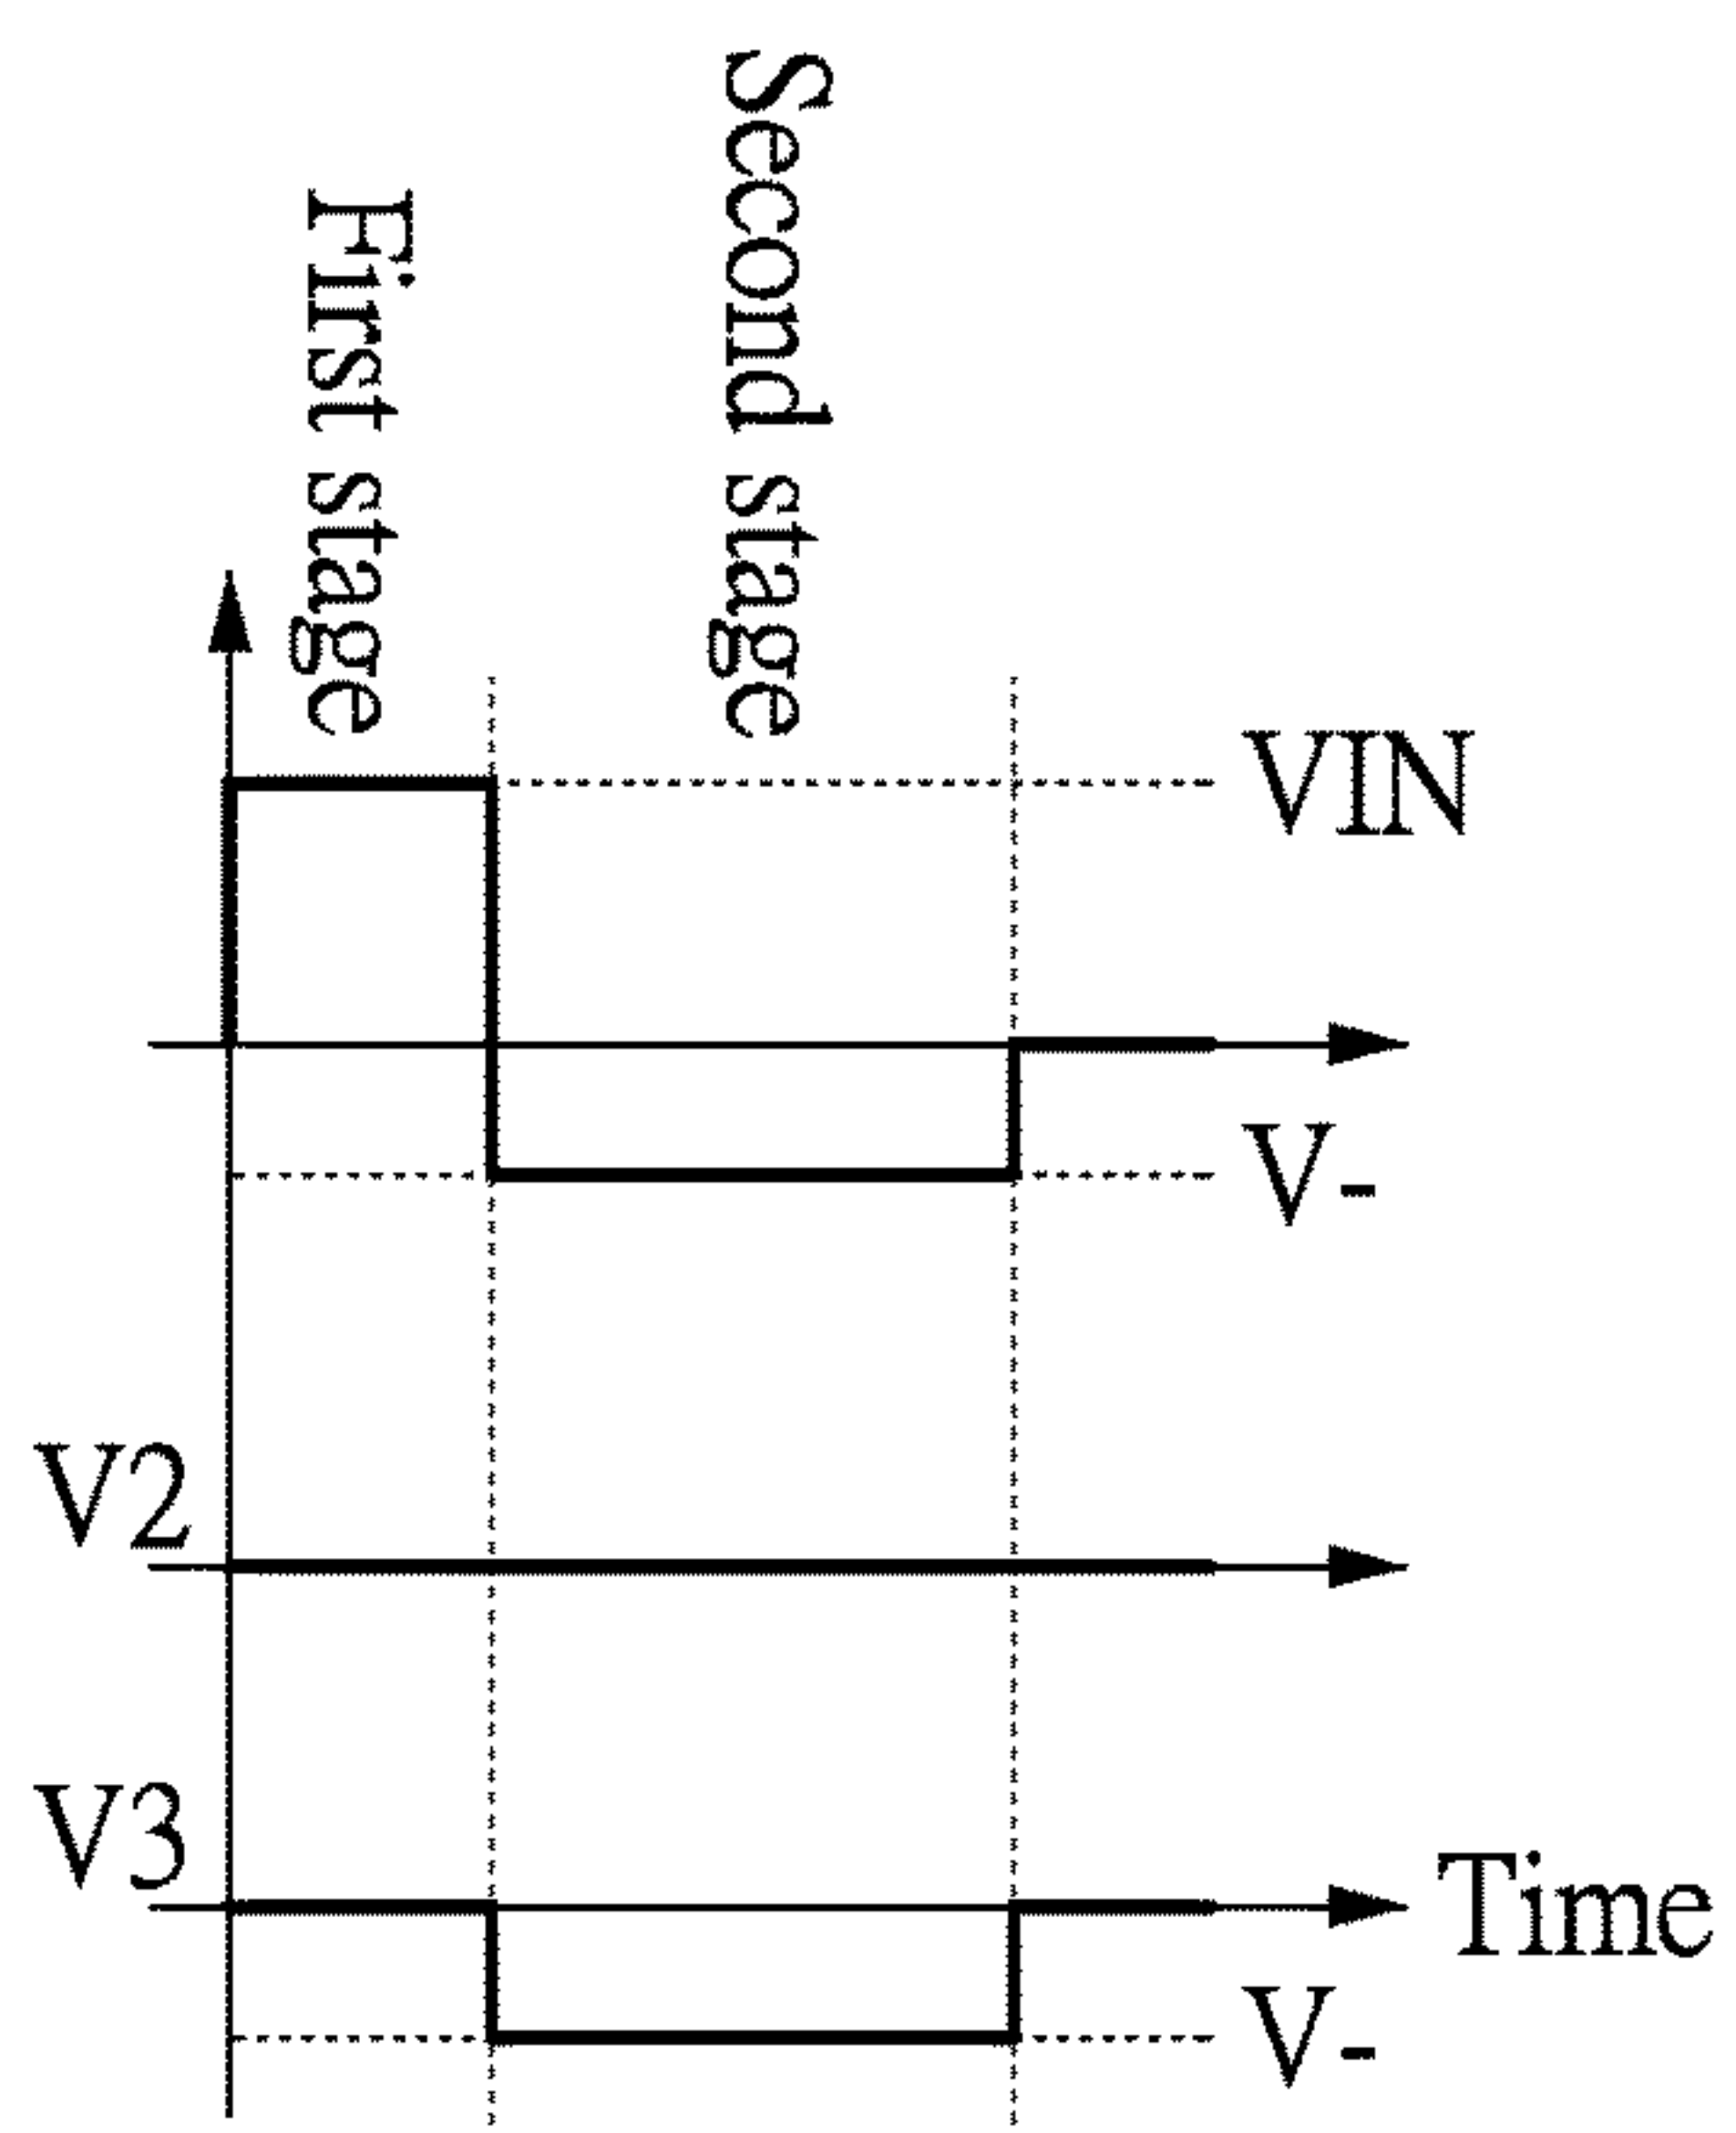 First stage
Second stage
VIN
V-
V2
V3
Time
V-